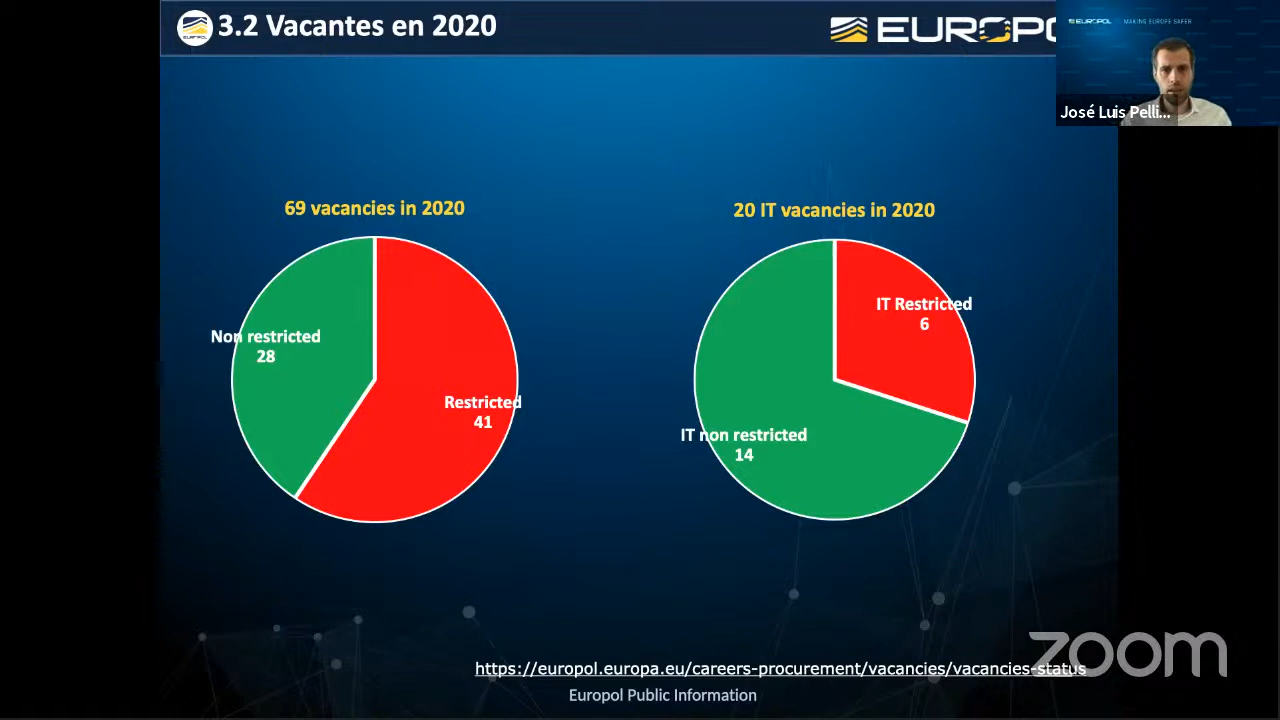 3.2 Vacantes en 2020
EUROPO
EUROPOL MAKING EUROPE SAFER
José Luis Pelli...
69 vacancies in 2020
20 IT vacancies in 2020
Non restricted
28
Restricted
41
IT Restricted
6
IT non restricted
14
https://europol.europa.eu/careers-procurement/vacancies/vacancies-status
Europol Public Information
zoom